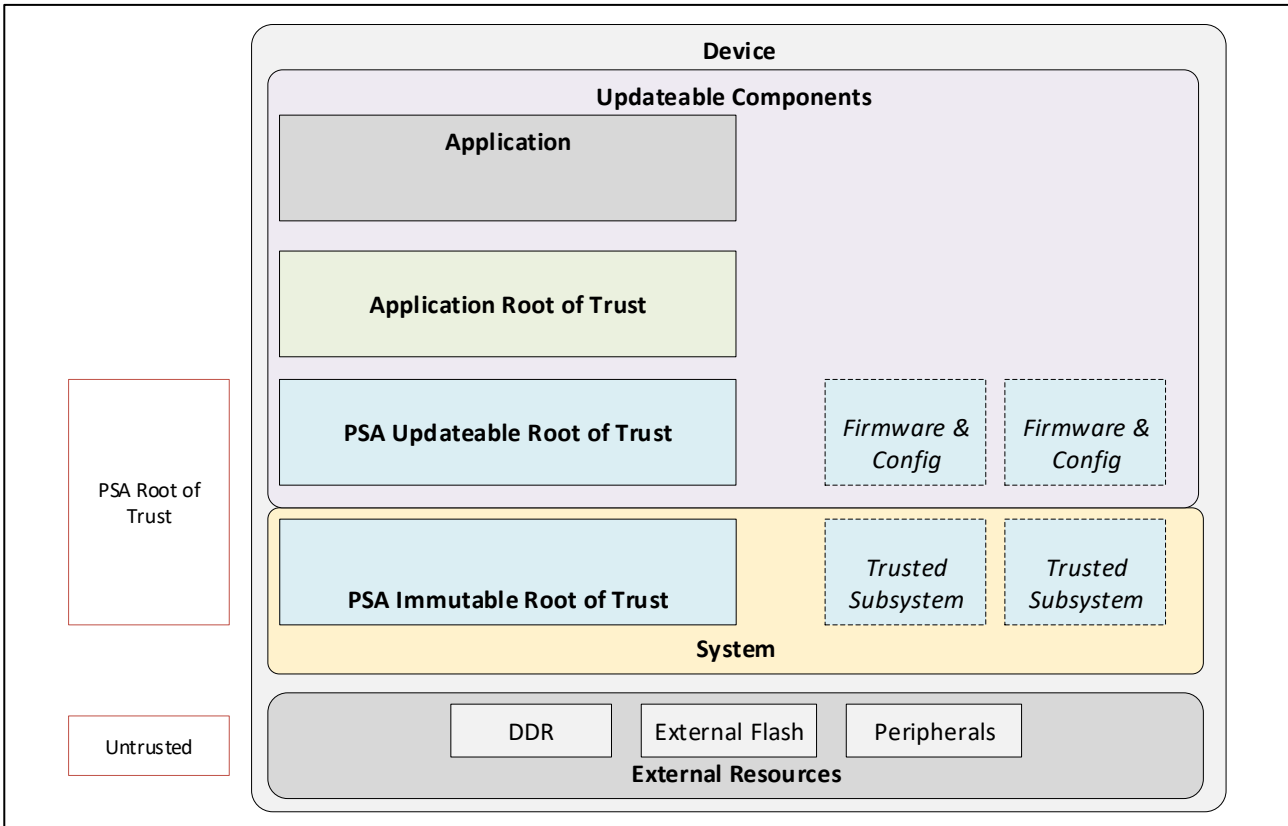 Device
Updateable Components
Application
Application Root of Trust
PSA Root of
Trust
PSA Updateable Root of Trust
Firmware &
Config
Firmware &
Config
PSA Immutable Root of Trust
Trusted
Subsystem
Trusted
Subsystem
System
Untrusted
DDR
External Flash
Peripherals
External Resources